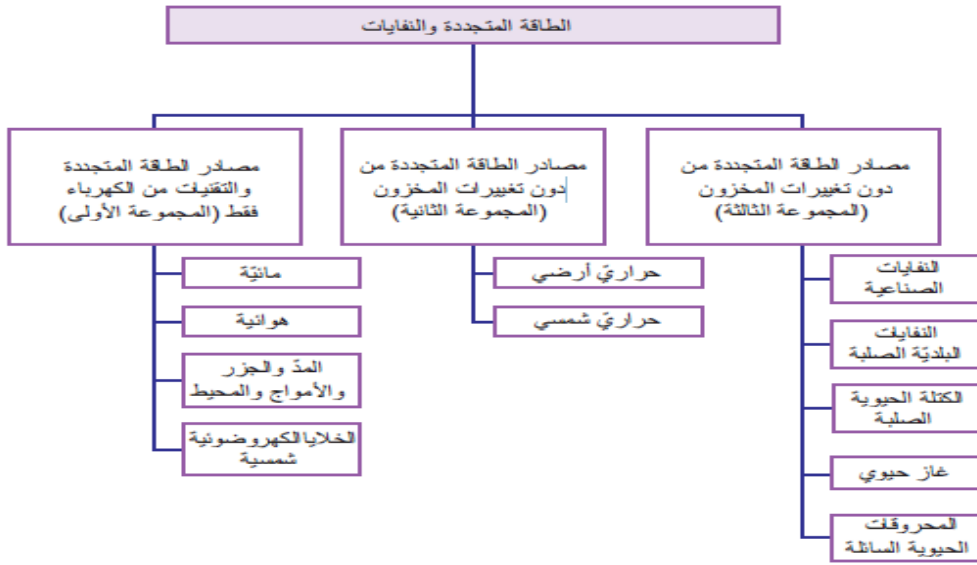 الطاقة المتجددة والنفايات
مصادر الطاقة المتجددة من
دون تغييرات المخزون
(المجموعة الثالثة)
مصادر الطاقة المتجددة من
دون تغييرات المخزون
(المجموعة الثانية)
مصادر الطاقة المتجددة
والتقنيات من الكهرباء
فقط (المجموعة الأولى)
النفايات
الصناعية
النفايات
البلديّة الصلبة
الكتلة الحيوية
الصلبة
غاز حيوي
المحروقات
الحيوية السائلة
حراريّ أرضي
حراريّ شمسي
مائيّة
هوائية
المدّ والجزر
والأمواج والمحيط
الخلايا الكهروضوئية
شمسية